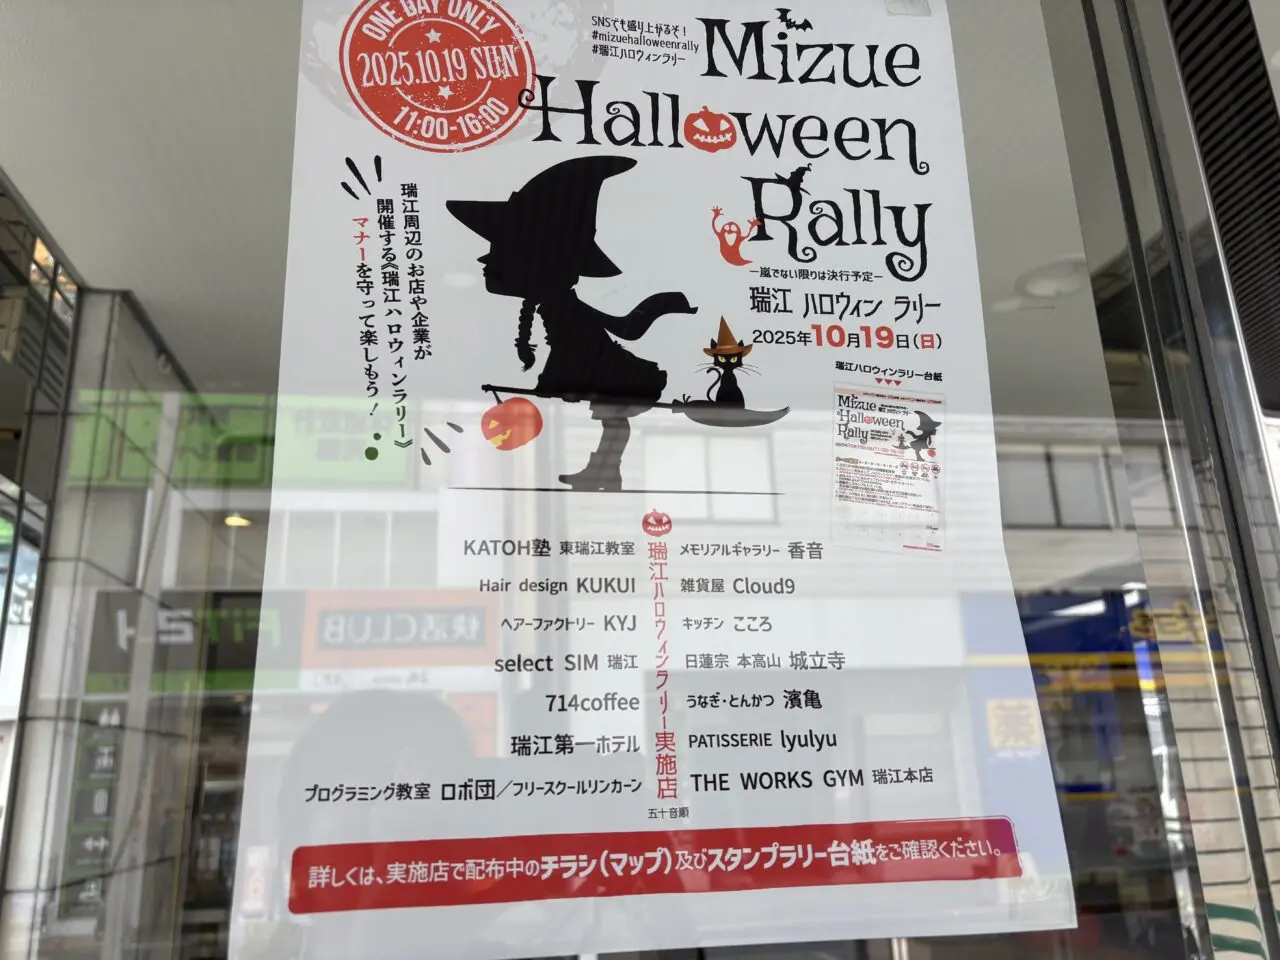 ONE DAY ONLY
2025.10.19 SUN
11:00-16:00
SNSでも盛り上がるぞ！
#mizuehalloweenrally
#瑞江ハロウィンラリー
Mizue
Halloween
Rally
ー嵐でない限りは決行予定ー
瑞江 ハロウィン ラリー
2025年10月19日(日)
瑞江周辺のお店や企業が
開催する《瑞江ハロウィンラリー》
マナーを守って楽しもう！
瑞江ハロウィンラリー台紙
Mizue
Halloween
Rally
瑞江ハロウィンラリー実施店
五十音順
KATOH塾 東瑞江教室
Hair design KUKUI
ヘアーファクトリー KYJ
select SIM 瑞江
714coffee
瑞江第一ホテル
プログラミング教室 ロボ団／フリースクールリンカーン
メモリアルギャラリー 香音
雑貨屋 Cloud9
キッチン こころ
日蓮宗 本高山 城立寺
うなぎ・とんかつ 濱亀
PATISSERIE lyulyu
THE WORKS GYM 瑞江本店
詳しくは、実施店で配布中のチラシ(マップ)及びスタンプラリー台紙をご確認ください。
FiT24
快活CLUB
薬